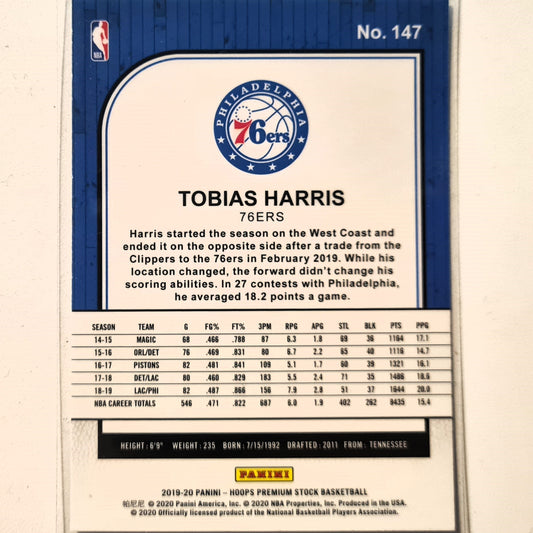 NBA
No. 147
PHILADELPHIA
76ers
TOBIAS HARRIS
76ERS
Harris started the season on the West Coast and
ended it on the opposite side after a trade from the
Clippers to the 76ers in February 2019. While his
location changed, the forward didn't change his
scoring abilities. In 27 contests with Philadelphia,
he averaged 18.2 points a game.
SEASON TEAM G FG% FT% 3PM RPG APG STL BLK PTS PPG
14-15 MAGIC 68 .466 .788 87 6.3 1.8 69 36 1164 17.1
15-16 ORL/DET 76 .469 .831 80 6.7 2.2 65 40 1116 14.7
16-17 PISTONS 82 .481 .841 109 5.1 1.7 60 39 1321 16.1
17-18 DET/LAC 80 .460 .829 183 5.5 2.4 71 35 1486 18.6
18-19 LAC/PHI 82 .487 .866 156 7.9 2.8 51 37 1644 20.0
NBA CAREER TOTALS 546 .471 .822 687 6.0 1.9 402 262 8435 15.4
HEIGHT: 6'9" WEIGHT: 235 BORN: 7/15/1992 DRAFTED: 2011 FROM: TENNESSEE
PANINI
2019-20 PANINI – HOOPS PREMIUM STOCK BASKETBALL
帕尼尼 © 2020 Panini America, Inc. © 2020 NBA Properties, Inc. Produced in the USA.
© 2020 Officially licensed product of the National Basketball Players Association.